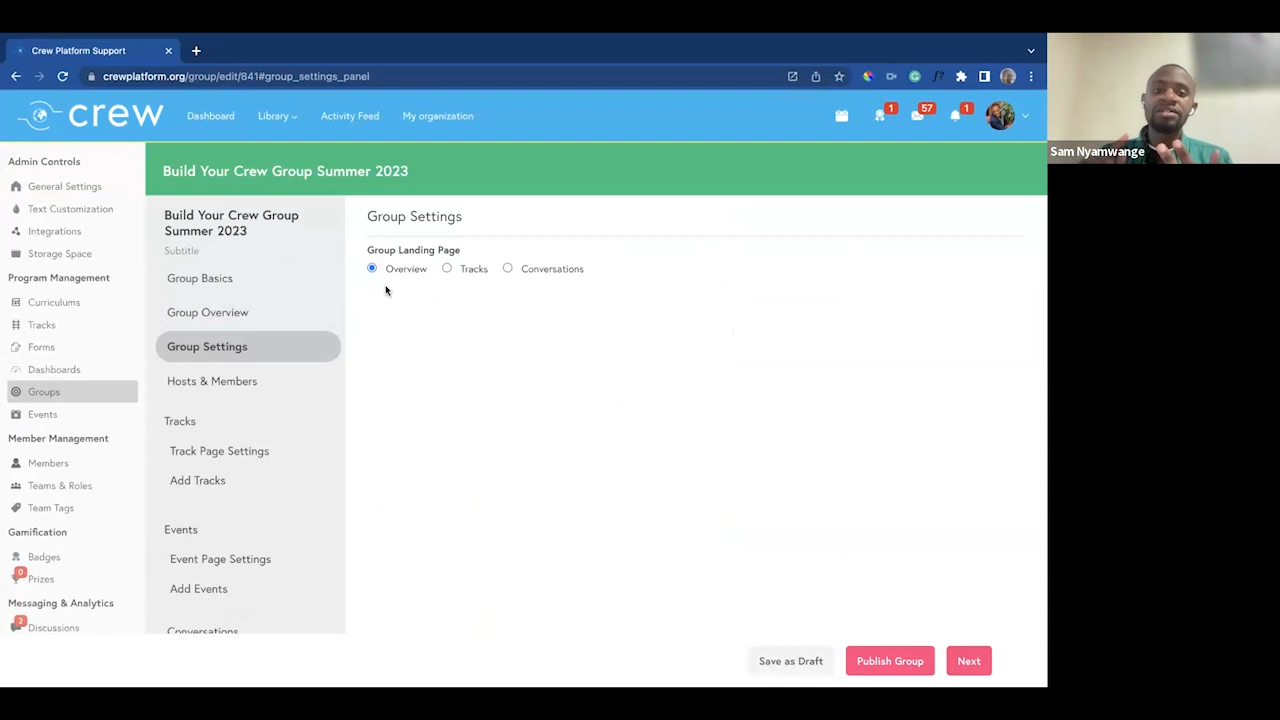 Crew Platform Support
crewplatform.org/group/edit/841#group_settings_panel
crew
Dashboard
Library
Activity Feed
My organization
1
57
1
Sam Nyamwange
Admin Controls
General Settings
Text Customization
Integrations
Storage Space
Program Management
Curriculums
Tracks
Forms
Dashboards
Groups
Events
Member Management
Members
Teams & Roles
Team Tags
Gamification
Badges
0
Prizes
Messaging & Analytics
2
Discussions
Build Your Crew Group Summer 2023
Build Your Crew Group
Summer 2023
Subtitle
Group Basics
Group Overview
Group Settings
Hosts & Members
Tracks
Track Page Settings
Add Tracks
Events
Event Page Settings
Add Events
Conversations
Group Settings
Group Landing Page
Overview
Tracks
Conversations
Save as Draft
Publish Group
Next